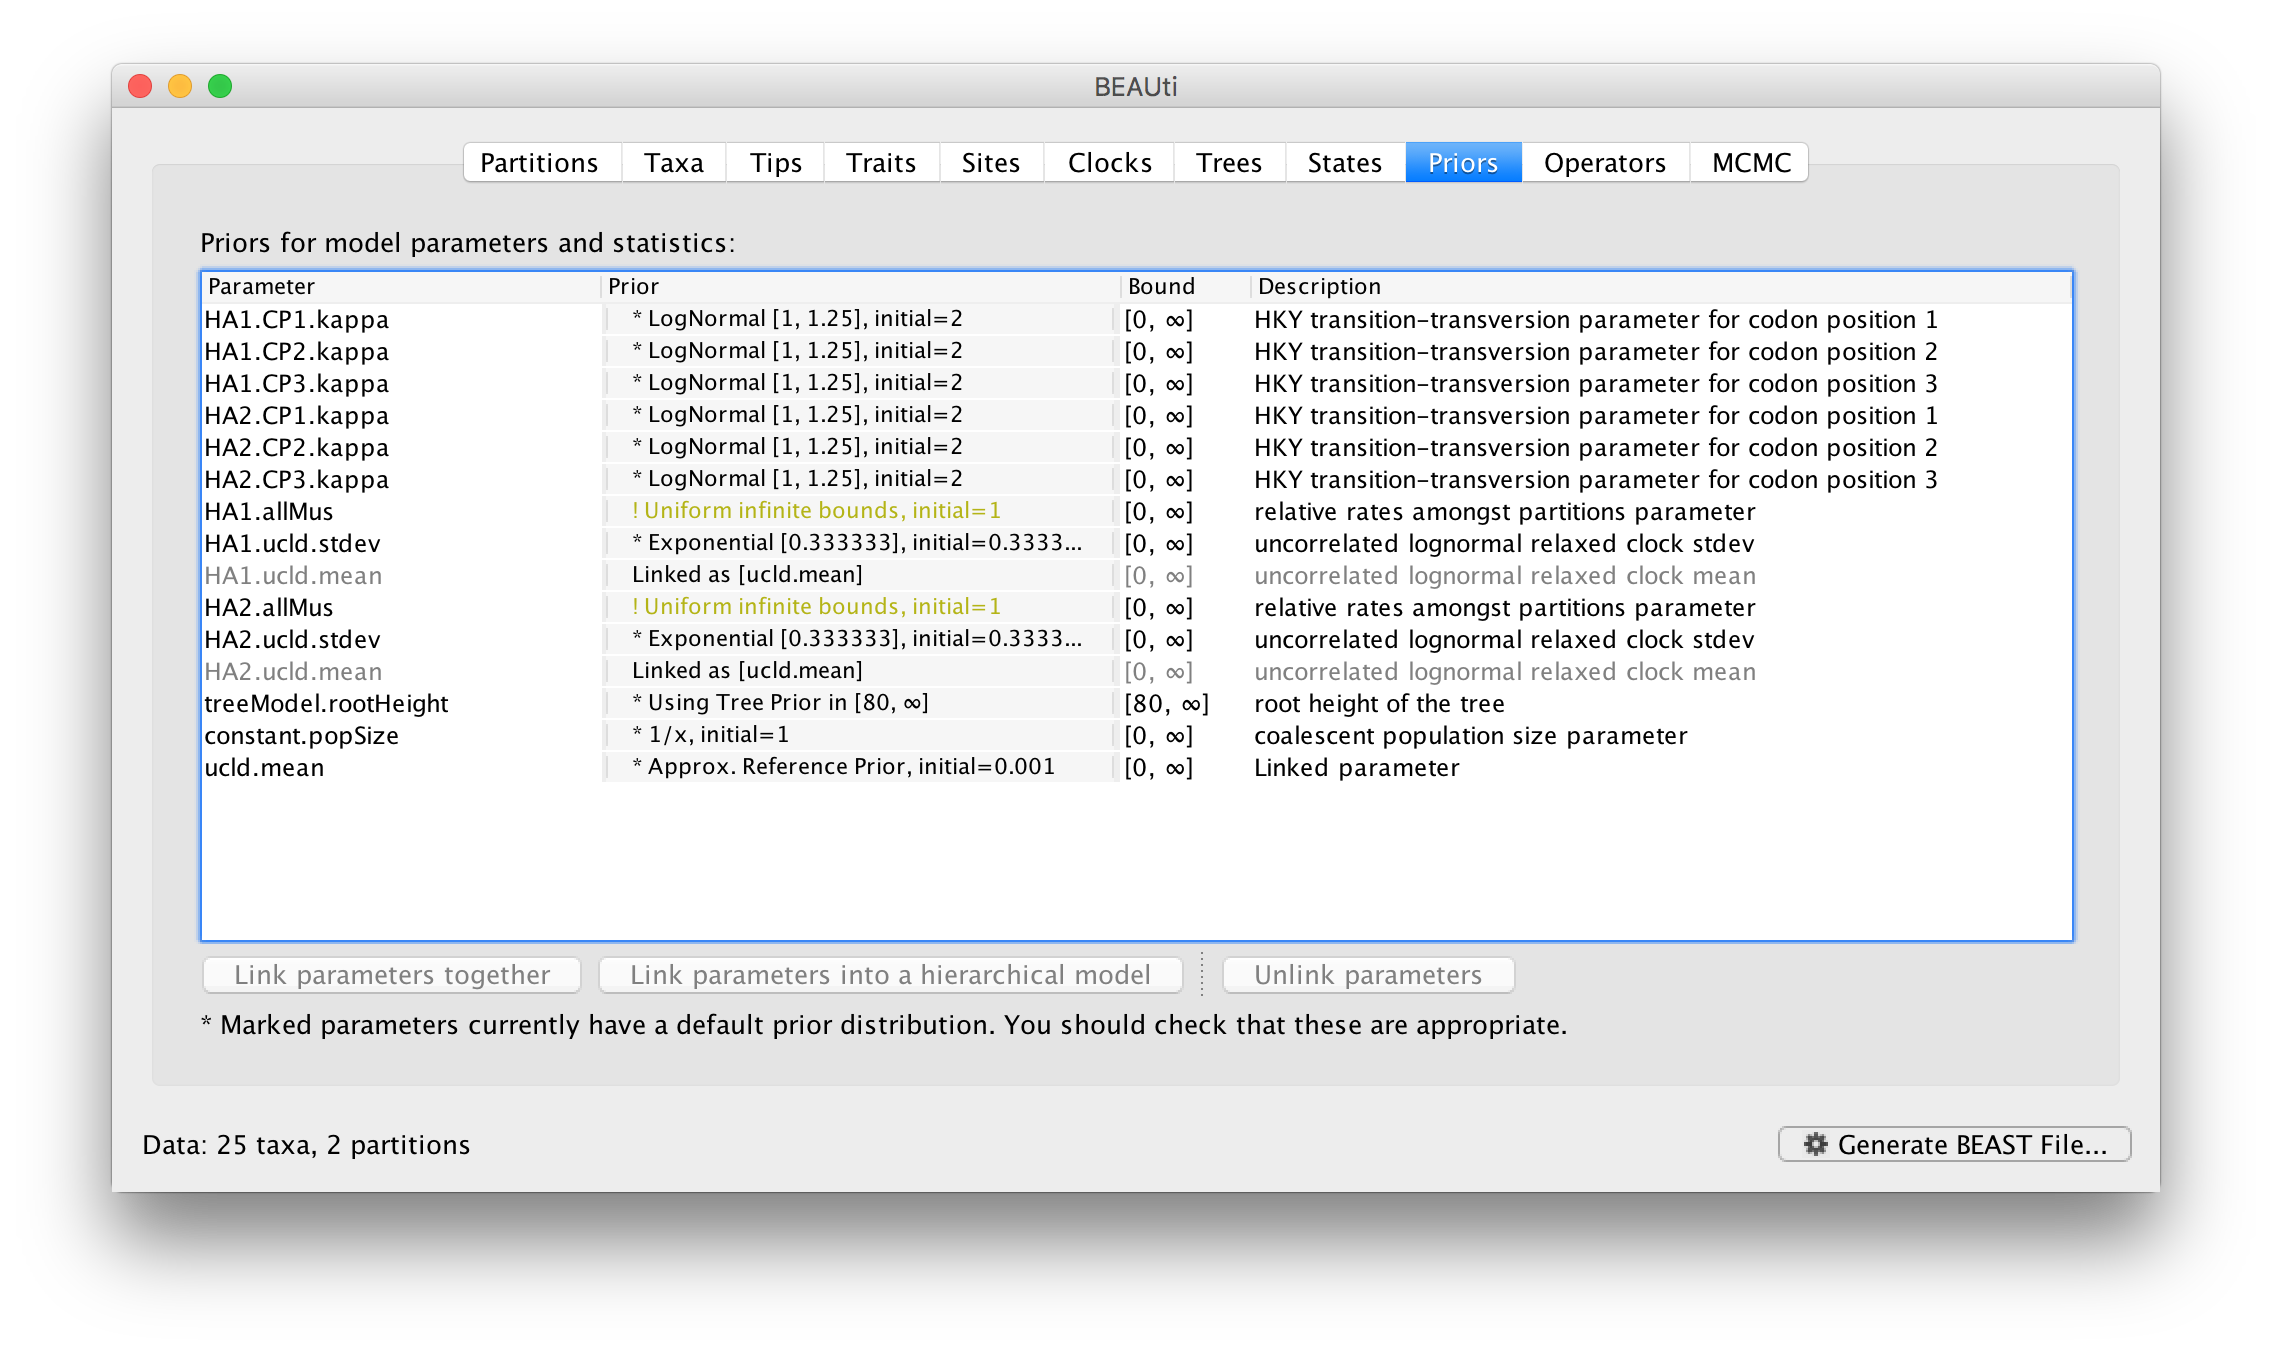 BEAUti
Partitions Taxa Tips Traits Sites Clocks Trees States Priors Operators MCMC
Priors for model parameters and statistics:
Parameter Prior Bound Description
HA1.CP1.kappa * LogNormal [1, 1.25], initial=2 [0, ∞] HKY transition-transversion parameter for codon position 1
HA1.CP2.kappa * LogNormal [1, 1.25], initial=2 [0, ∞] HKY transition-transversion parameter for codon position 2
HA1.CP3.kappa * LogNormal [1, 1.25], initial=2 [0, ∞] HKY transition-transversion parameter for codon position 3
HA2.CP1.kappa * LogNormal [1, 1.25], initial=2 [0, ∞] HKY transition-transversion parameter for codon position 1
HA2.CP2.kappa * LogNormal [1, 1.25], initial=2 [0, ∞] HKY transition-transversion parameter for codon position 2
HA2.CP3.kappa * LogNormal [1, 1.25], initial=2 [0, ∞] HKY transition-transversion parameter for codon position 3
HA1.allMus ! Uniform infinite bounds, initial=1 [0, ∞] relative rates amongst partitions parameter
HA1.ucld.stdev * Exponential [0.333333], initial=0.3333... [0, ∞] uncorrelated lognormal relaxed clock stdev
HA1.ucld.mean Linked as [ucld.mean] [0, ∞] uncorrelated lognormal relaxed clock mean
HA2.allMus ! Uniform infinite bounds, initial=1 [0, ∞] relative rates amongst partitions parameter
HA2.ucld.stdev * Exponential [0.333333], initial=0.3333... [0, ∞] uncorrelated lognormal relaxed clock stdev
HA2.ucld.mean Linked as [ucld.mean] [0, ∞] uncorrelated lognormal relaxed clock mean
treeModel.rootHeight * Using Tree Prior in [80, ∞] [80, ∞] root height of the tree
constant.popSize * 1/x, initial=1 [0, ∞] coalescent population size parameter
ucld.mean * Approx. Reference Prior, initial=0.001 [0, ∞] Linked parameter
Link parameters together Link parameters into a hierarchical model Unlink parameters
* Marked parameters currently have a default prior distribution. You should check that these are appropriate.
Data: 25 taxa, 2 partitions Generate BEAST File...